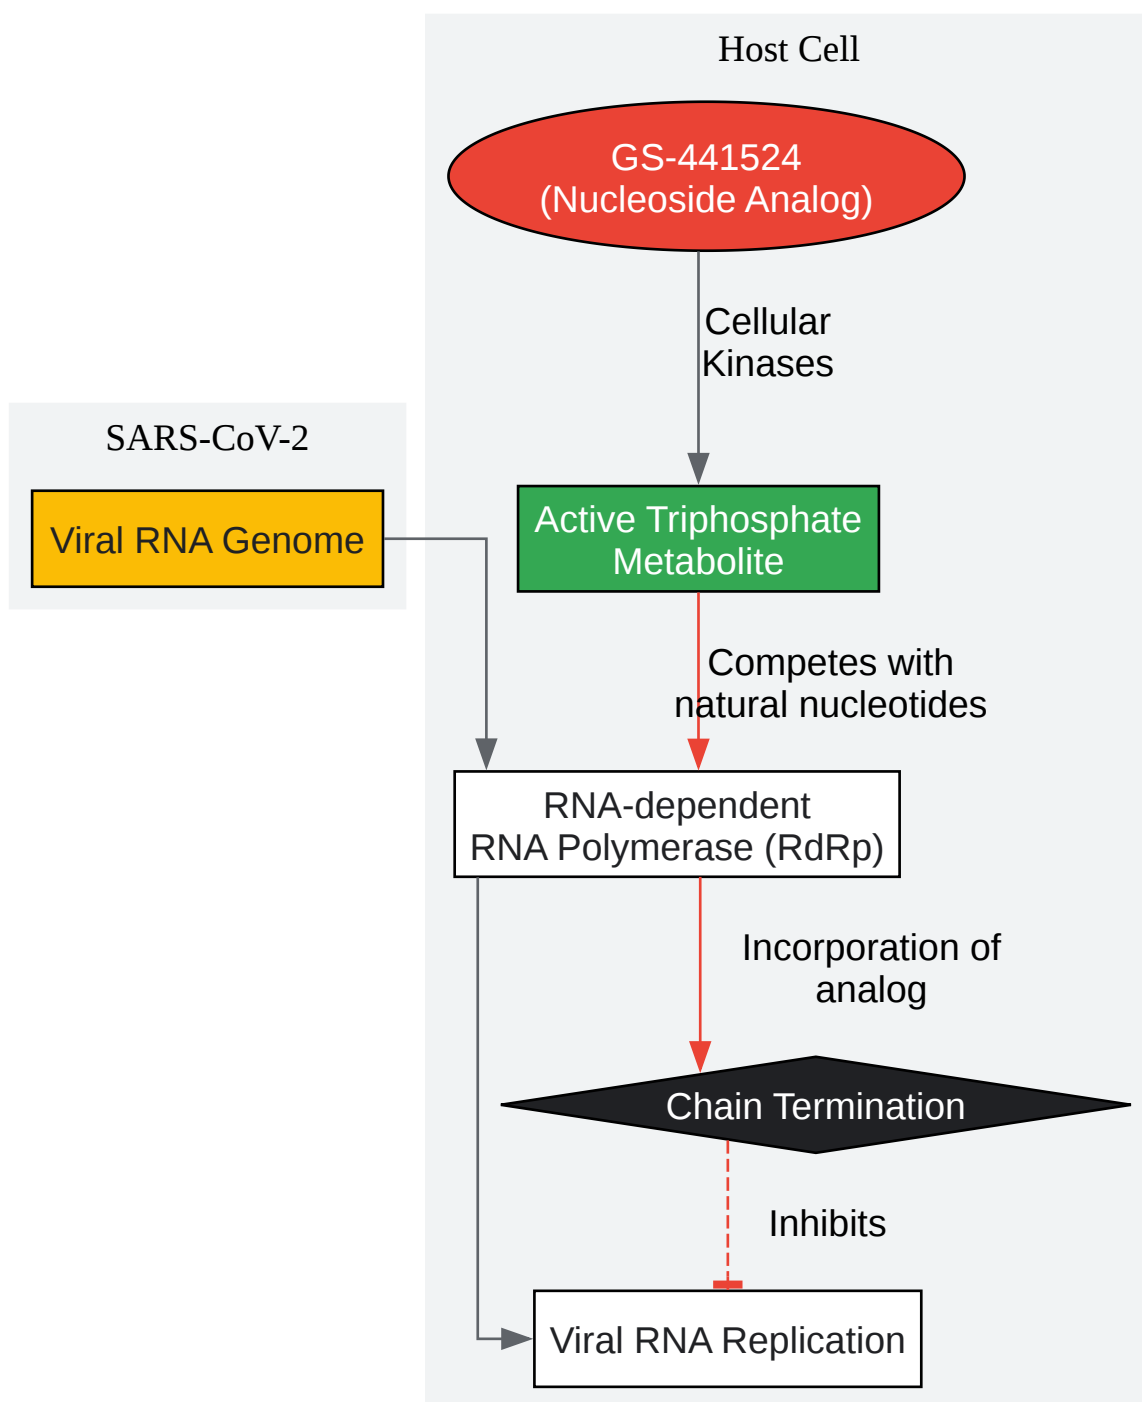 Host Cell
GS-441524
(Nucleoside Analog)
Cellular
Kinases
SARS-CoV-2
Viral RNA Genome
Active Triphosphate
Metabolite
Competes with
natural nucleotides
RNA-dependent
RNA Polymerase (RdRp)
Incorporation of
analog
Chain Termination
Inhibits
Viral RNA Replication